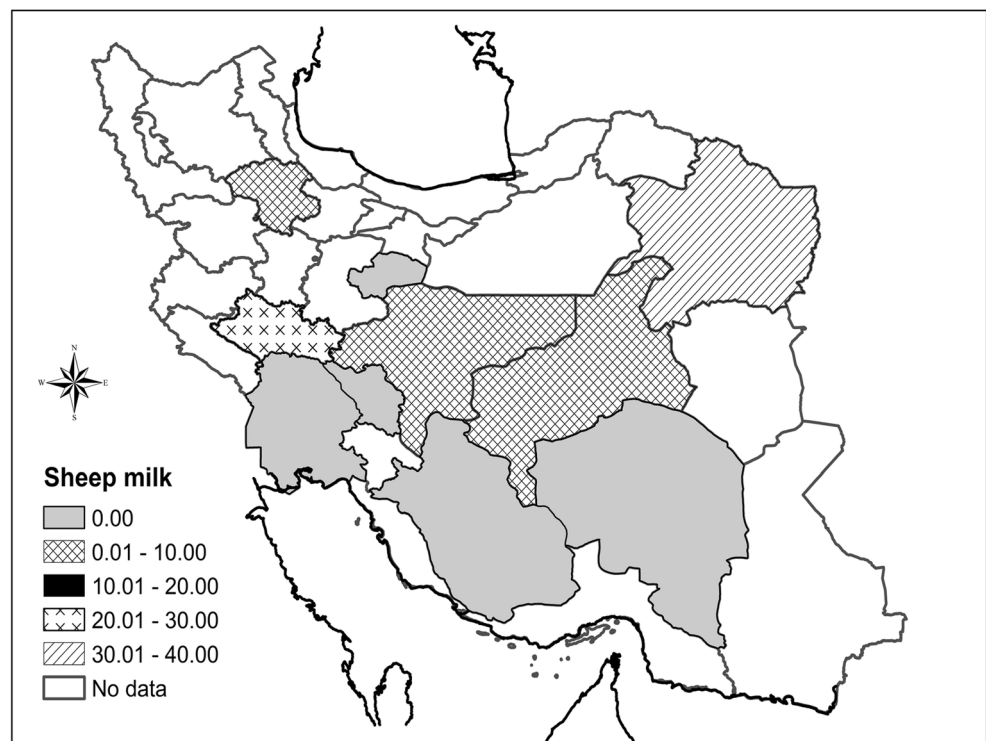 N
W E
S
Sheep milk
0.00
0.01 - 10.00
10.01 - 20.00
20.01 - 30.00
30.01 - 40.00
No data